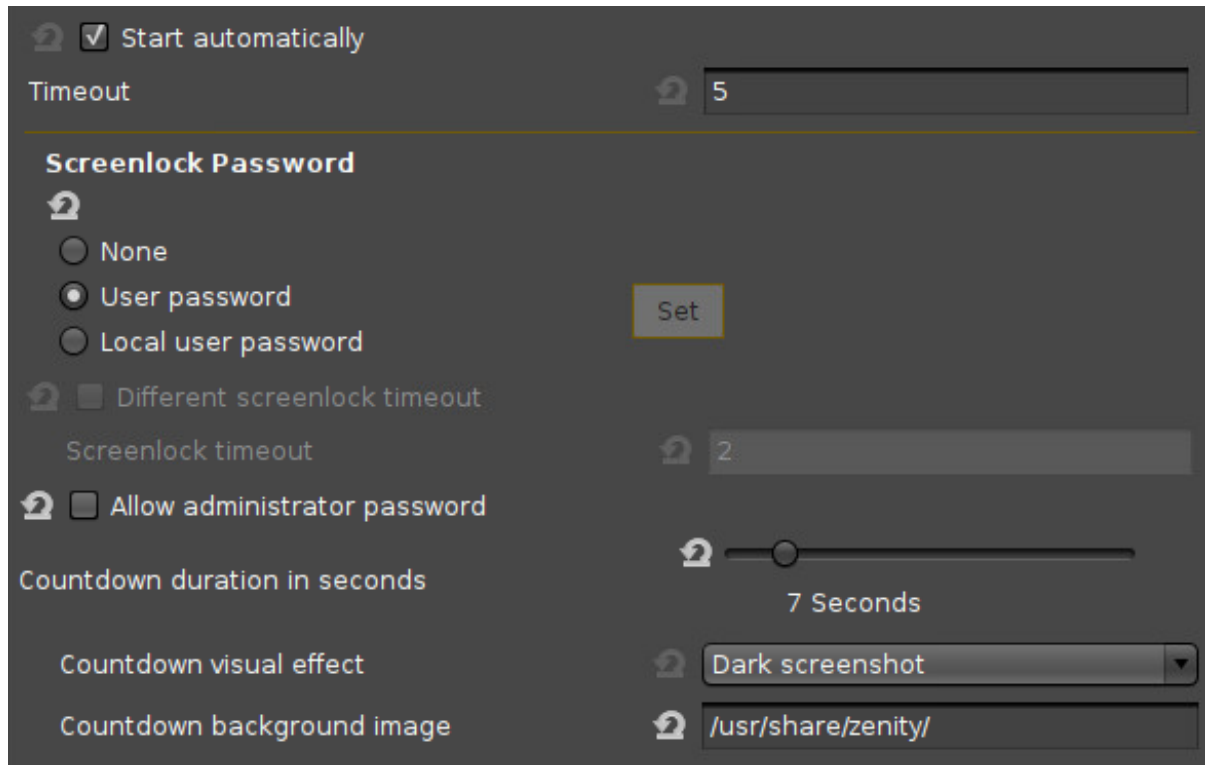 Start automatically
Timeout 5
Screenlock Password
None
User password
Set
Local user password
Different screenlock timeout
Screenlock timeout 2
Allow administrator password
Countdown duration in seconds
7 Seconds
Countdown visual effect Dark screenshot
Countdown background image /usr/share/zenity/